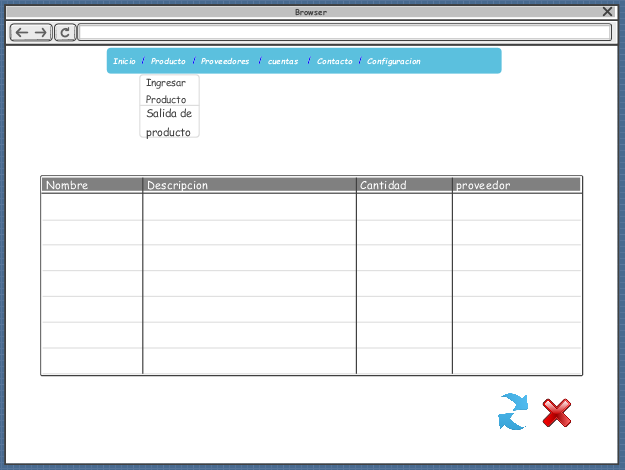 Browser
Inicio / Producto / Proveedores / cuentas / Contacto / Configuracion
Ingresar
Producto
Salida de
producto
Nombre Descripcion Cantidad proveedor